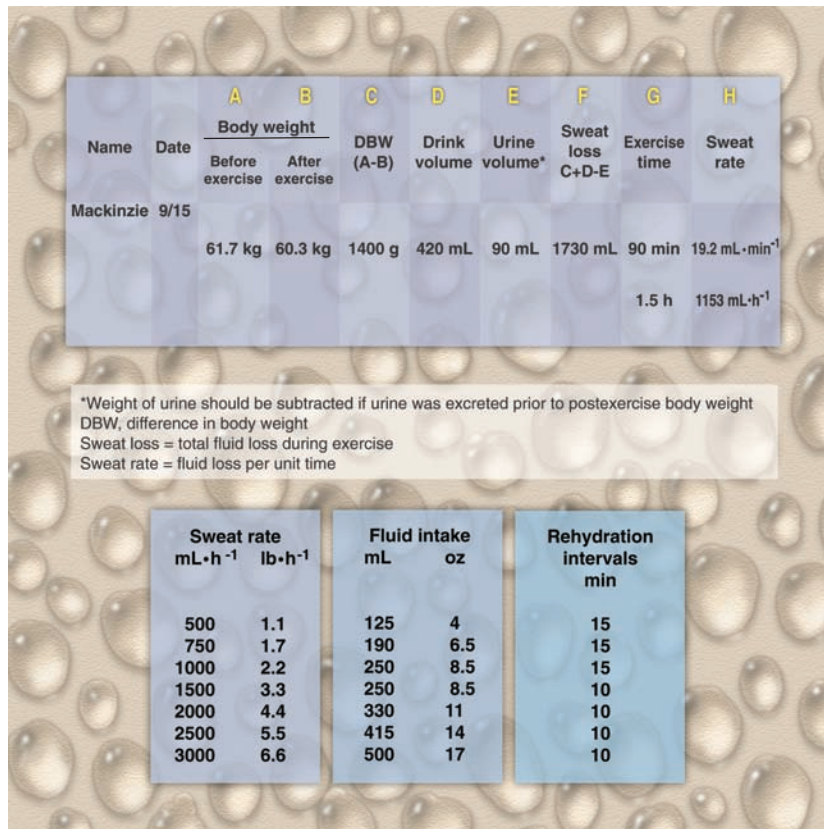 A B C D E F G H
Name Date Body weight DBW (A-B) Drink volume Urine volume* Sweat loss C+D-E Exercise time Sweat rate
Before exercise After exercise
Mackinzie 9/15
61.7 kg 60.3 kg 1400 g 420 mL 90 mL 1730 mL 90 min 19.2 mL•min⁻¹
1.5 h 1153 mL•h⁻¹
*Weight of urine should be subtracted if urine was excreted prior to postexercise body weight
DBW, difference in body weight
Sweat loss = total fluid loss during exercise
Sweat rate = fluid loss per unit time
Sweat rate Fluid intake Rehydration
mL•h⁻¹ lb•h⁻¹ mL oz intervals
min
500 1.1 125 4 15
750 1.7 190 6.5 15
1000 2.2 250 8.5 15
1500 3.3 250 8.5 10
2000 4.4 330 11 10
2500 5.5 415 14 10
3000 6.6 500 17 10